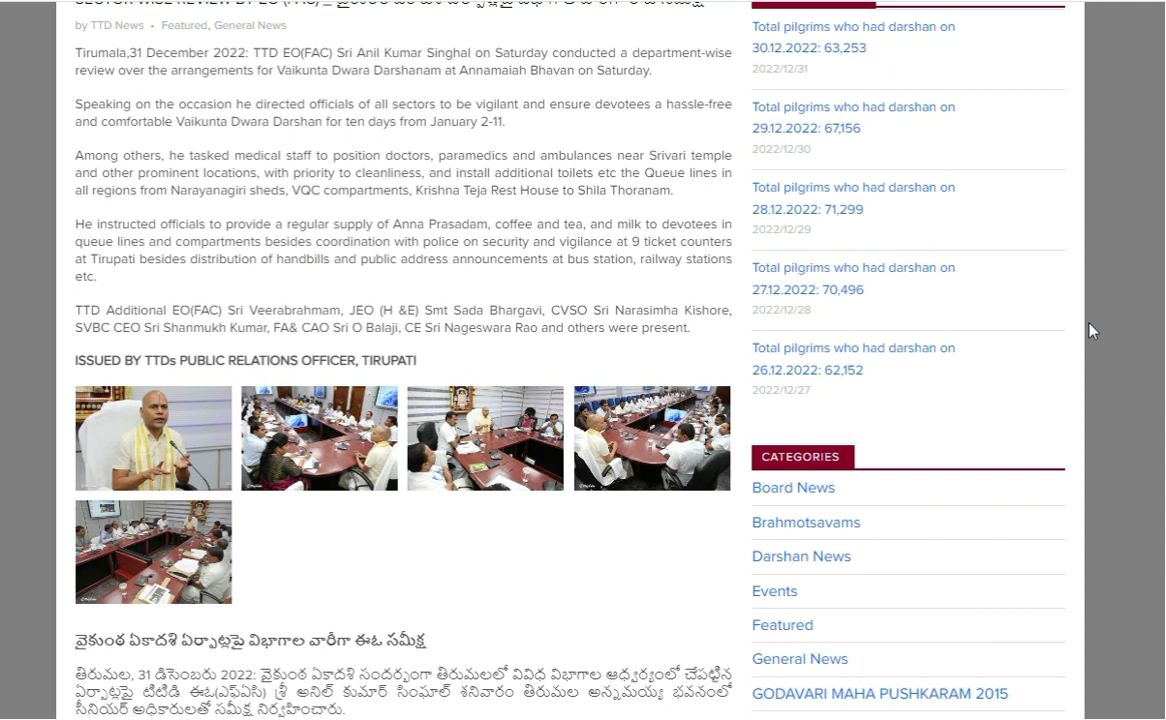 by TTD News • Featured, General News
Tirumala,31 December 2022: TTD EO(FAC) Sri Anil Kumar Singhal on Saturday conducted a department-wise
review over the arrangements for Vaikunta Dwara Darshanam at Annamaiah Bhavan on Saturday.
Speaking on the occasion he directed officials of all sectors to be vigilant and ensure devotees a hassle-free
and comfortable Vaikunta Dwara Darshan for ten days from January 2-11.
Among others, he tasked medical staff to position doctors, paramedics and ambulances near Srivari temple
and other prominent locations, with priority to cleanliness, and install additional toilets etc the Queue lines in
all regions from Narayanagiri sheds, VQC compartments, Krishna Teja Rest House to Shila Thoranam.
He instructed officials to provide a regular supply of Anna Prasadam, coffee and tea, and milk to devotees in
queue lines and compartments besides coordination with police on security and vigilance at 9 ticket counters
at Tirupati besides distribution of handbills and public address announcements at bus station, railway stations
etc.
TTD Additional EO(FAC) Sri Veerabrahmam, JEO (H &E) Smt Sada Bhargavi, CVSO Sri Narasimha Kishore,
SVBC CEO Sri Shanmukh Kumar, FA& CAO Sri O Balaji, CE Sri Nageswara Rao and others were present.
ISSUED BY TTDs PUBLIC RELATIONS OFFICER, TIRUPATI
వైకుంఠ ఏకాదశి ఏర్పాట్లపై విభాగాల వారీగా ఈఓ సమీక్ష
తిరుమల, 31 డిసెంబరు 2022: వైకుంఠ ఏకాదశి సందర్భంగా తిరుమలలో వివిధ విభాగాల ఆధ్వర్యంలో చేపట్టిన
ఏర్పాట్లపై టిటిడి ఈఓ(ఎఫ్ఏసి) శ్రీ అనిల్ కుమార్ సింఘాల్ శనివారం తిరుమల అన్నమయ్య భవనంలో
సీనియర్ అధికారులతో సమీక్ష నిర్వహించారు.
Total pilgrims who had darshan on
30.12.2022: 63,253
2022/12/31
Total pilgrims who had darshan on
29.12.2022: 67,156
2022/12/30
Total pilgrims who had darshan on
28.12.2022: 71,299
2022/12/29
Total pilgrims who had darshan on
27.12.2022: 70,496
2022/12/28
Total pilgrims who had darshan on
26.12.2022: 62,152
2022/12/27
CATEGORIES
Board News
Brahmotsavams
Darshan News
Events
Featured
General News
GODAVARI MAHA PUSHKARAM 2015